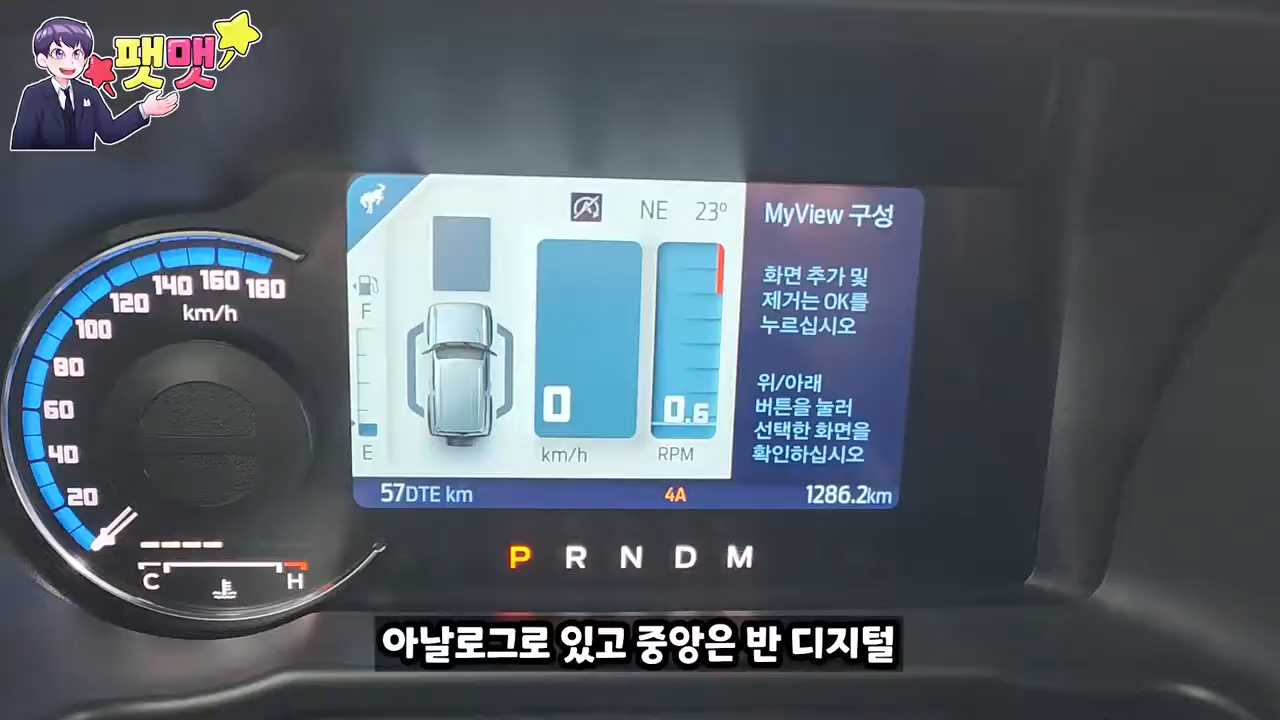 팻맷
180
160
140
120
100
80
60
40
20
km/h
C
H
F
E
NE
23°
0
km/h
0.6
RPM
57DTE km
4A
1286.2km
MyView 구성
화면 추가 및
제거는 OK를
누르십시오
위/아래
버튼을 눌러
선택한 화면을
확인하십시오
P R N D M
아날로그로 있고 중앙은 반 디지털